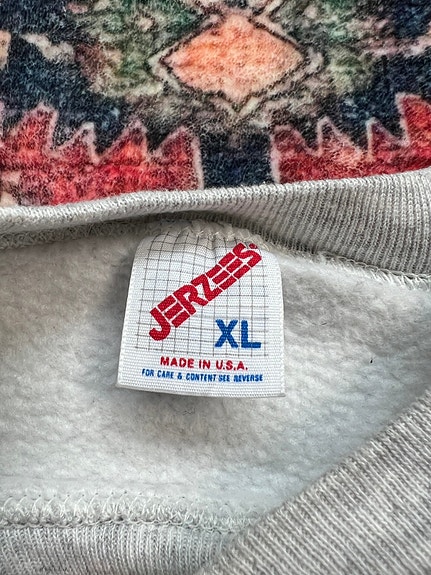 JERZEES
XL
MADE IN U.S.A.
FOR CARE & CONTENT SEE REVERSE